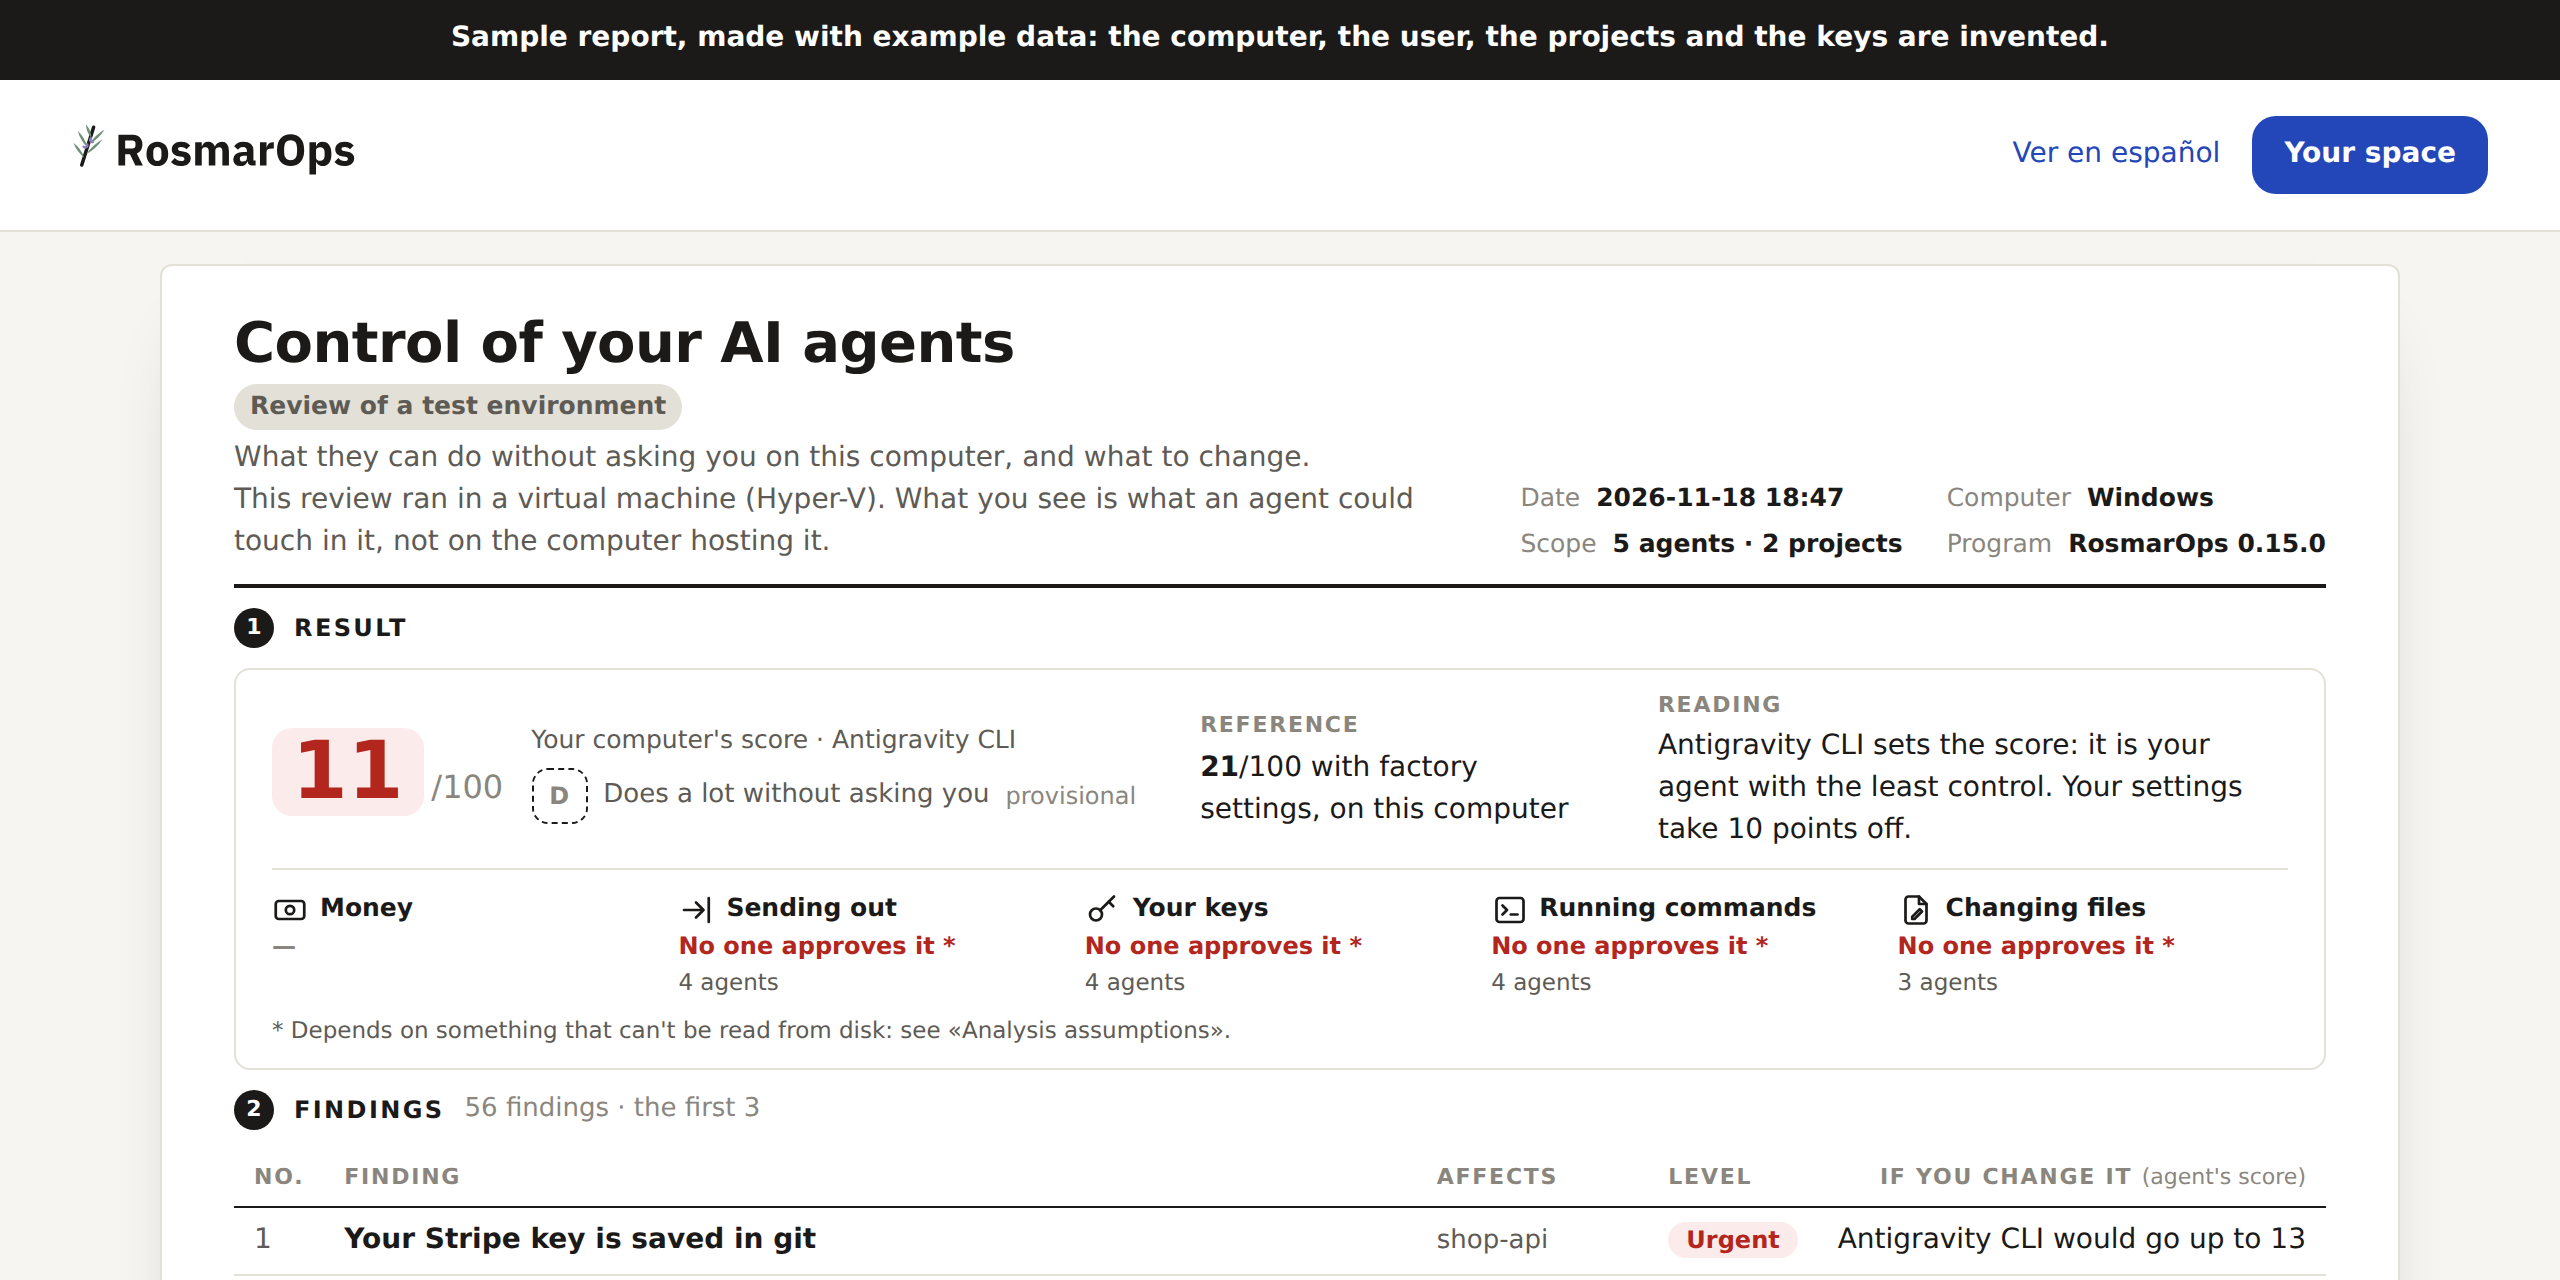 Sample report, made with example data: the computer, the user, the projects and the keys are invented.
RosmarOps
Ver en español
Your space
Control of your AI agents
Review of a test environment
What they can do without asking you on this computer, and what to change.
This review ran in a virtual machine (Hyper-V). What you see is what an agent could
touch in it, not on the computer hosting it.
Date 2026-11-18 18:47
Computer Windows
Scope 5 agents · 2 projects
Program RosmarOps 0.15.0
1 RESULT
11 /100
Your computer's score · Antigravity CLI
D Does a lot without asking you provisional
REFERENCE
21/100 with factory
settings, on this computer
READING
Antigravity CLI sets the score: it is your
agent with the least control. Your settings
take 10 points off.
Money
—
Sending out
No one approves it *
4 agents
Your keys
No one approves it *
4 agents
Running commands
No one approves it *
4 agents
Changing files
No one approves it *
3 agents
* Depends on something that can't be read from disk: see «Analysis assumptions».
2 FINDINGS 56 findings · the first 3
NO. FINDING AFFECTS LEVEL IF YOU CHANGE IT (agent's score)
1 Your Stripe key is saved in git shop-api Urgent Antigravity CLI would go up to 13